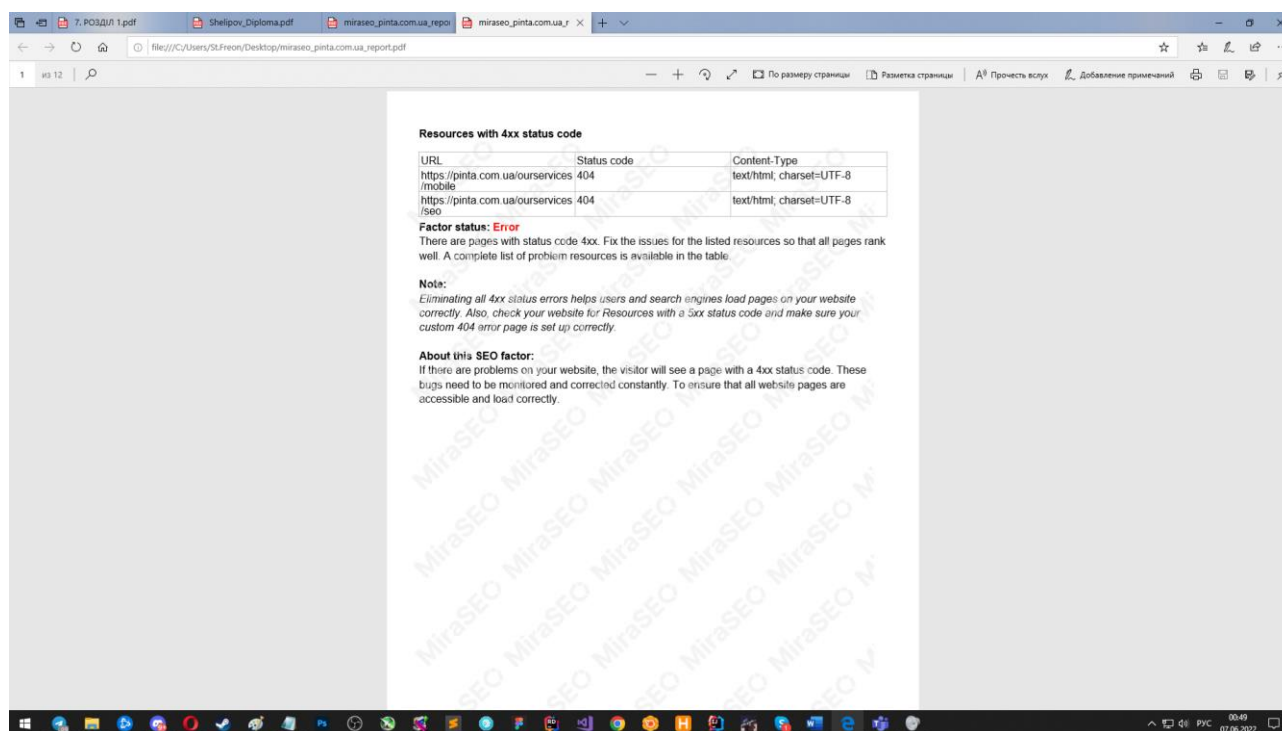 7. РОЗДІЛ 1.pdf
Shelipov_Diploma.pdf
miraseo_pinta.com.ua_repor
miraseo_pinta.com.ua_r
file:///C:/Users/St.Freon/Desktop/miraseo_pinta.com.ua_report.pdf
1 из 12
По размеру страницы
Разметка страницы
Прочесть вслух
Добавление примечаний
Resources with 4xx status code
URL Status code Content-Type
https://pinta.com.ua/ourservices 404 text/html; charset=UTF-8
/mobile
https://pinta.com.ua/ourservices 404 text/html; charset=UTF-8
/seo
Factor status: Error
There are pages with status code 4xx. Fix the issues for the listed resources so that all pages rank
well. A complete list of problem resources is available in the table.
Note:
Eliminating all 4xx status errors helps users and search engines load pages on your website
correctly. Also, check your website for Resources with a 5xx status code and make sure your
custom 404 error page is set up correctly.
About this SEO factor:
If there are problems on your website, the visitor will see a page with a 4xx status code. These
bugs need to be monitored and corrected constantly. To ensure that all website pages are
accessible and load correctly.
MiraSEO MiraSEO MiraSEO MiraSEO
РУС
00:49
07.06.2022